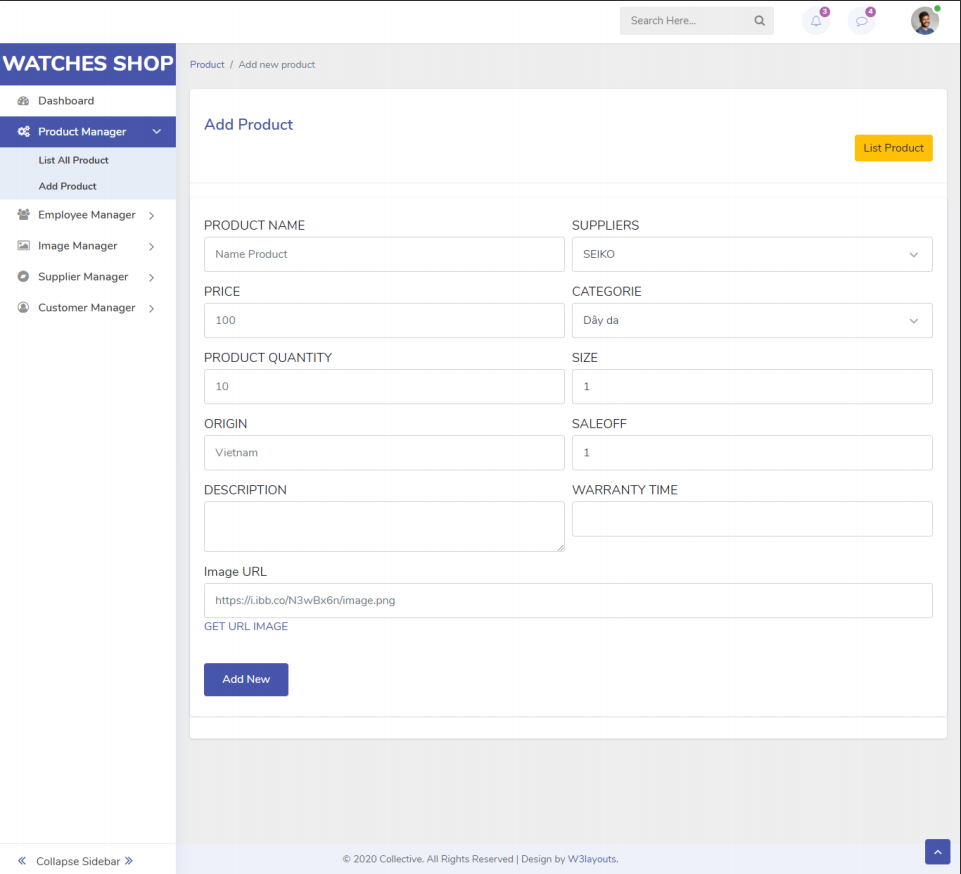 Search Here...
3
4
WATCHES SHOP
Product / Add new product
Dashboard
Product Manager
List All Product
Add Product
Employee Manager
Image Manager
Supplier Manager
Customer Manager
Add Product
List Product
PRODUCT NAME
Name Product
SUPPLIERS
SEIKO
PRICE
100
CATEGORIE
Dây da
PRODUCT QUANTITY
10
SIZE
1
ORIGIN
Vietnam
SALEOFF
1
DESCRIPTION
WARRANTY TIME
Image URL
https://i.ibb.co/N3wBx6n/image.png
GET URL IMAGE
Add New
Collapse Sidebar
© 2020 Collective. All Rights Reserved | Design by W3layouts.